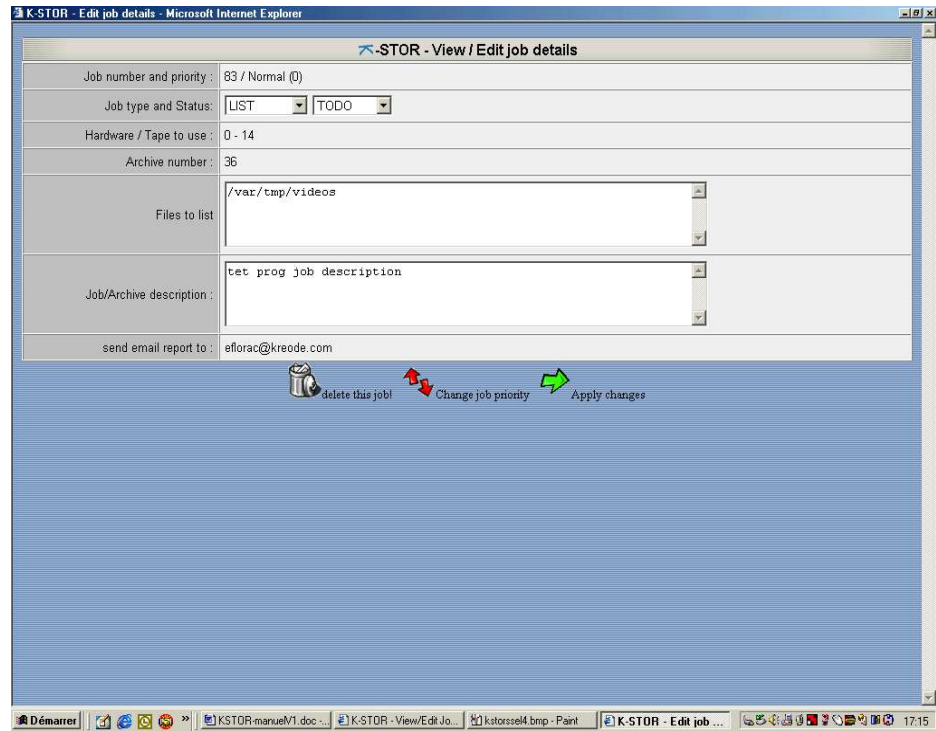 K-STOR - Edit job details - Microsoft Internet Explorer
K-STOR - View / Edit job details
Job number and priority : 83 / Normal (0)
Job type and Status: LIST TODO
Hardware / Tape to use : 0 - 14
Archive number : 36
Files to list /var/tmp/videos
Job/Archive description : tet prog job description
send email report to : eflorac@kreode.com
delete this job! Change job priority Apply changes
Démarrer » KSTOR-manuelV1.doc -... K-STOR - View/Edit Jo... kstorssel4.bmp - Paint K-STOR - Edit job ... 17:15